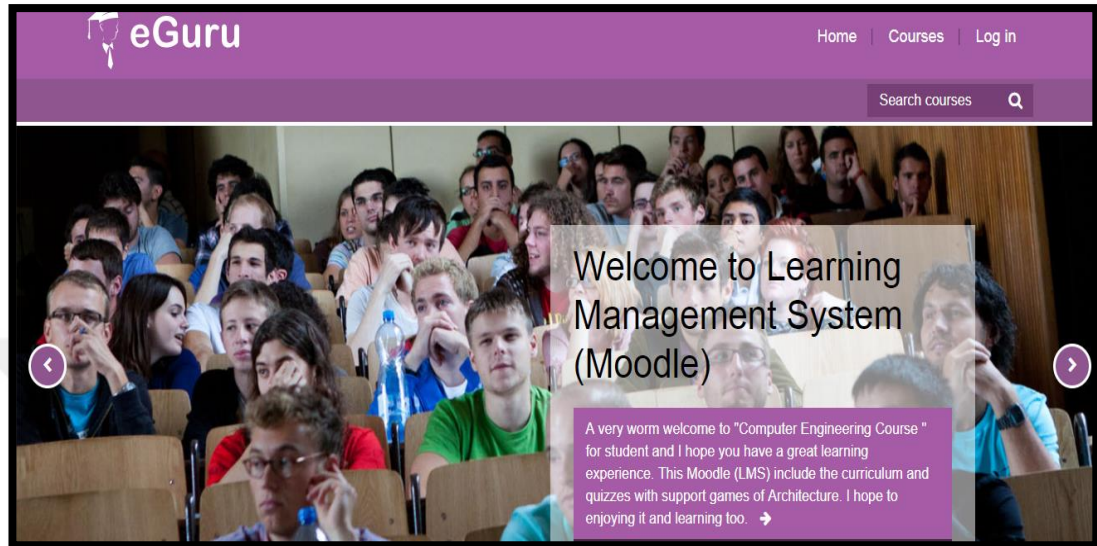 eGuru
Home
Courses
Log in
Search courses
Welcome to Learning
Management System
(Moodle)
A very worm welcome to "Computer Engineering Course "
for student and I hope you have a great learning
experience. This Moodle (LMS) include the curriculum and
quizzes with support games of Architecture. I hope to
enjoying it and learning too.